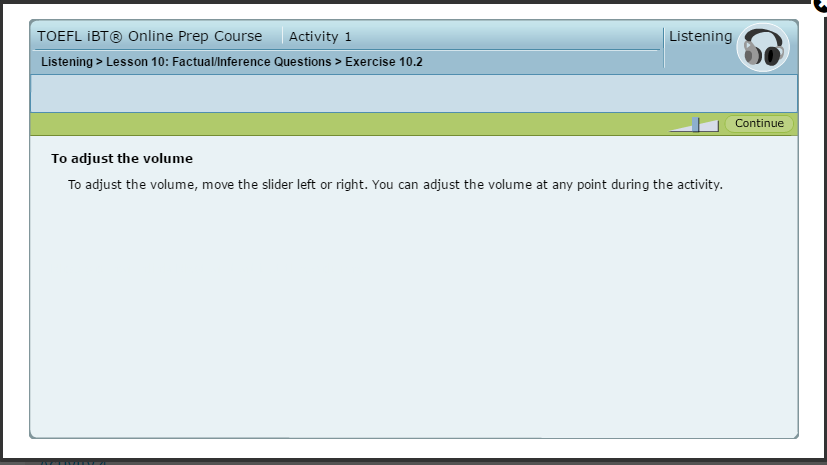 TOEFL iBT® Online Prep Course
Activity 1
Listening
Listening > Lesson 10: Factual/Inference Questions > Exercise 10.2
Continue
To adjust the volume
To adjust the volume, move the slider left or right. You can adjust the volume at any point during the activity.